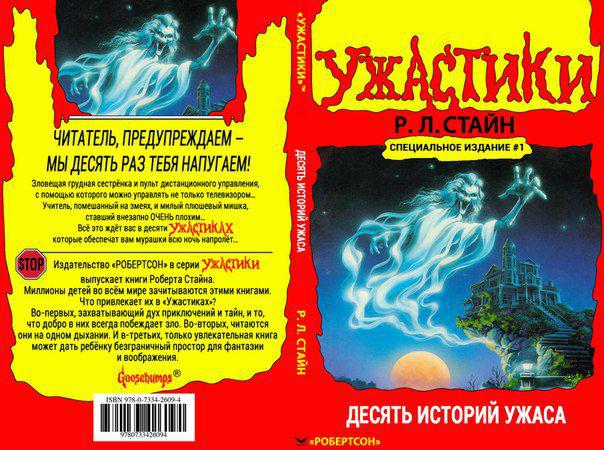 ЧИТАТЕЛЬ, ПРЕДУПРЕЖДАЕМ –
МЫ ДЕСЯТЬ РАЗ ТЕБЯ НАПУГАЕМ!
Зловещая грудная сестрёнка и пульт дистанционного управления,
с помощью которого можно управлять не только телевизором...
Учитель, помешанный на змеях, и милый плюшевый мишка,
ставший внезапно ОЧЕНЬ плохим...
Всё это ждёт вас в десяти УЖАСТИКАХ
которые обеспечат вам мурашки всю ночь напролёт...
STOP
Издательство «РОБЕРТСОН» в серии УЖАСТИКИ
выпускает книги Роберта Стайна.
Миллионы детей во всём мире зачитываются этими книгами.
Что привлекает их в «Ужастиках»?
Во-первых, захватывающий дух приключений и тайн, и то,
что добро в них всегда побеждает зло. Во-вторых, читаются
они на одном дыхании. И в-третьих, только увлекательная книга
может дать ребёнку безграничный простор для фантазии
и воображения.
Goosebumps®
ISBN 978-0-7334-2609-4
9780733426094
«УЖАСТИКИ»™
ДЕСЯТЬ ИСТОРИЙ УЖАСА
Р. Л. СТАЙН
УЖАСТИКИ
Р. Л. СТАЙН
СПЕЦИАЛЬНОЕ ИЗДАНИЕ #1
ДЕСЯТЬ ИСТОРИЙ УЖАСА
«РОБЕРТСОН»